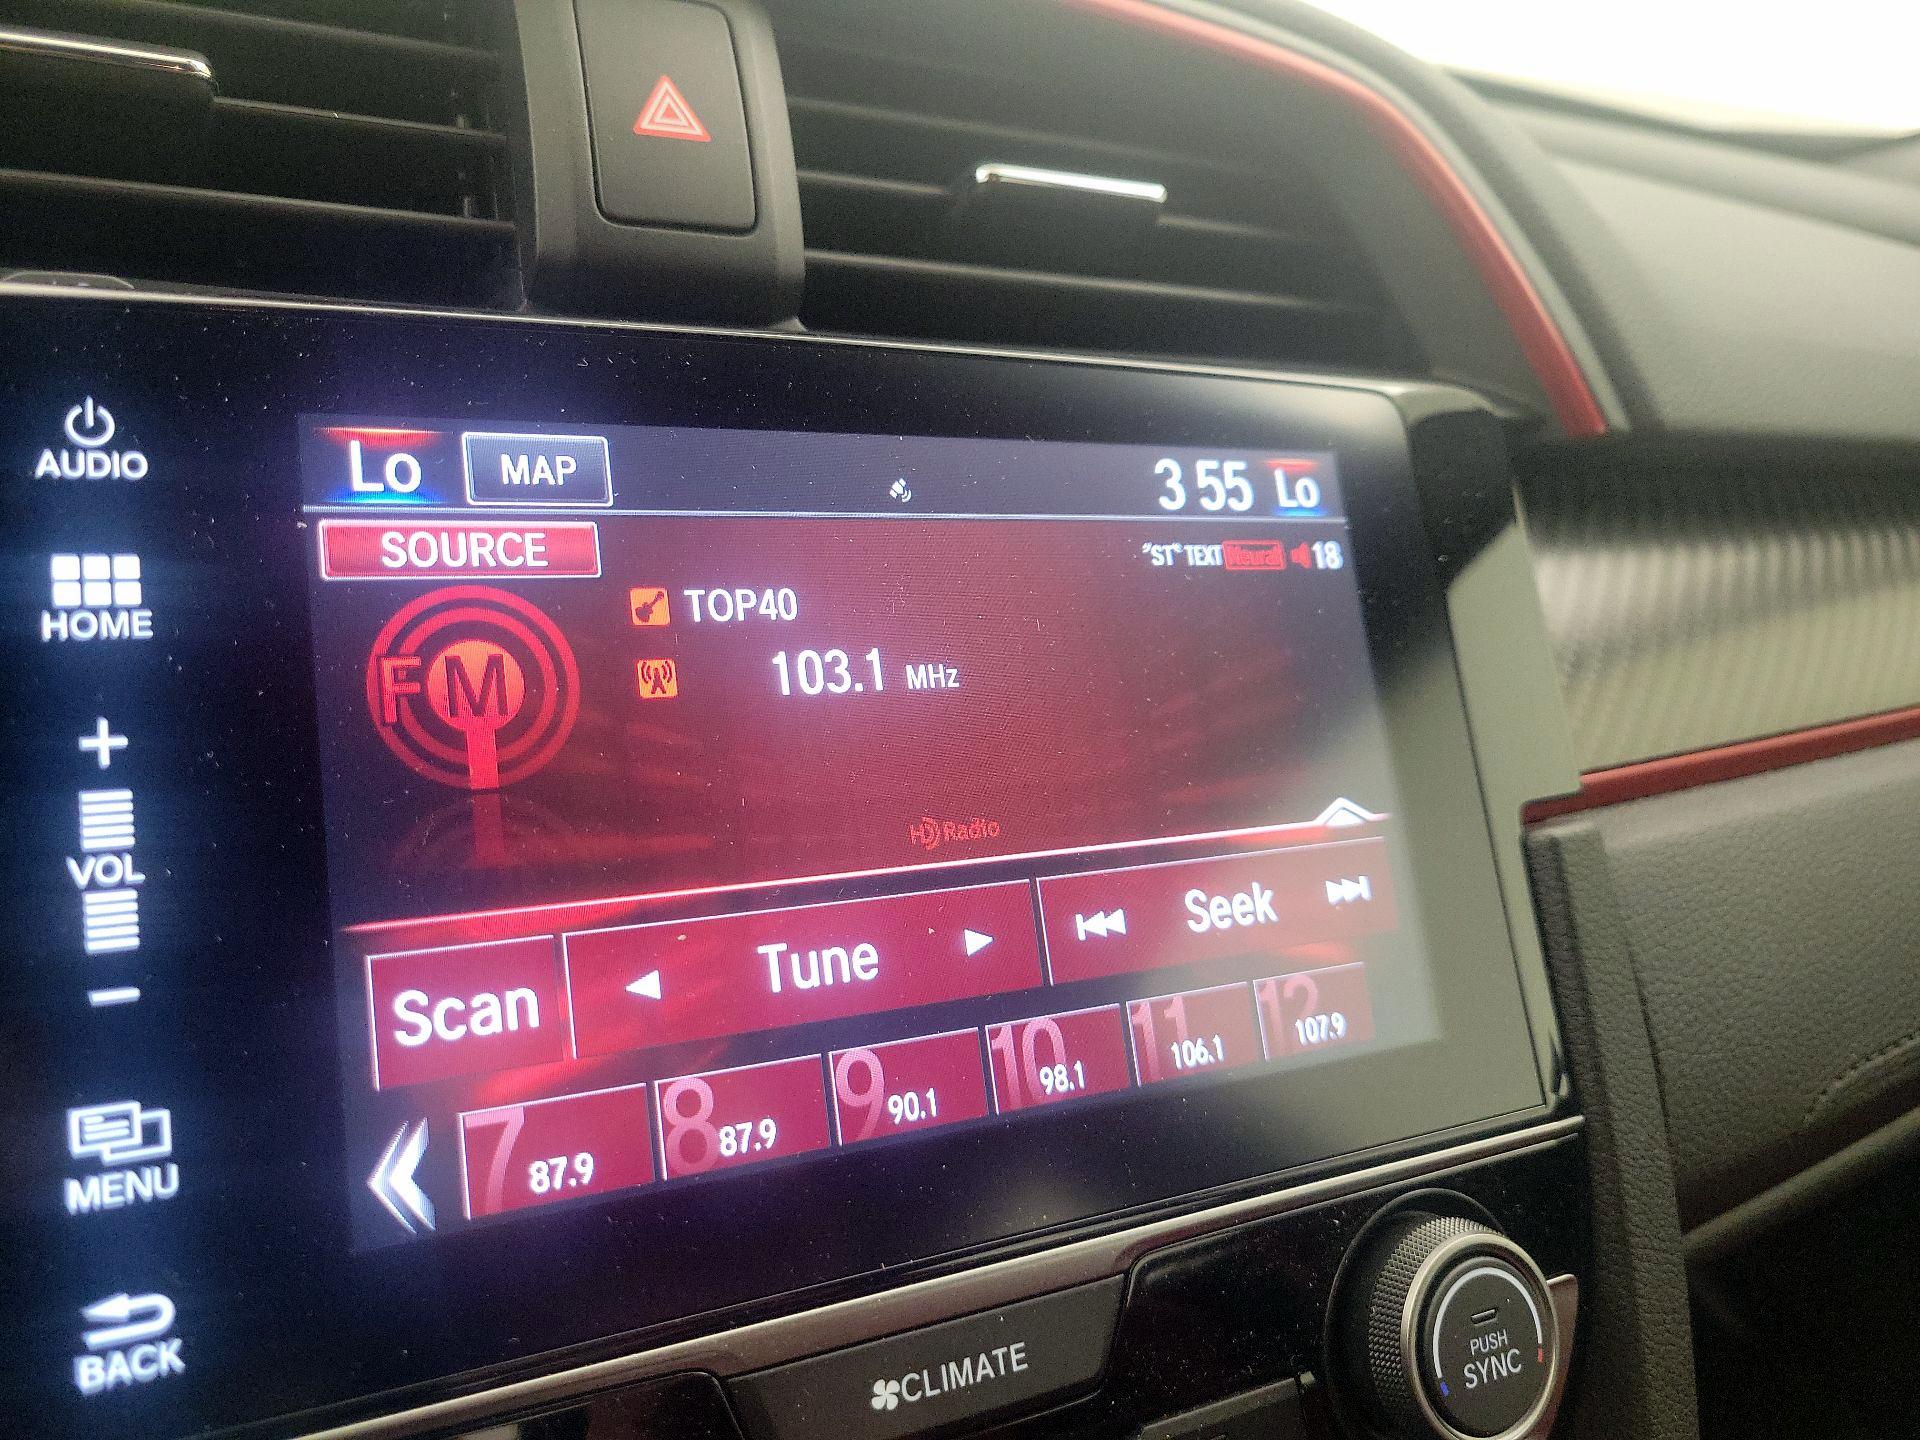 AUDIO
Lo MAP 3 55 Lo
SOURCE
"ST" TEXT Neural 18
HOME
TOP40
FM
103.1 MHz
HD Radio
VOL
Scan Tune Seek
7 87.9 8 87.9 9 90.1 10 98.1 11 106.1 12 107.9
MENU
BACK
CLIMATE
PUSH
SYNC